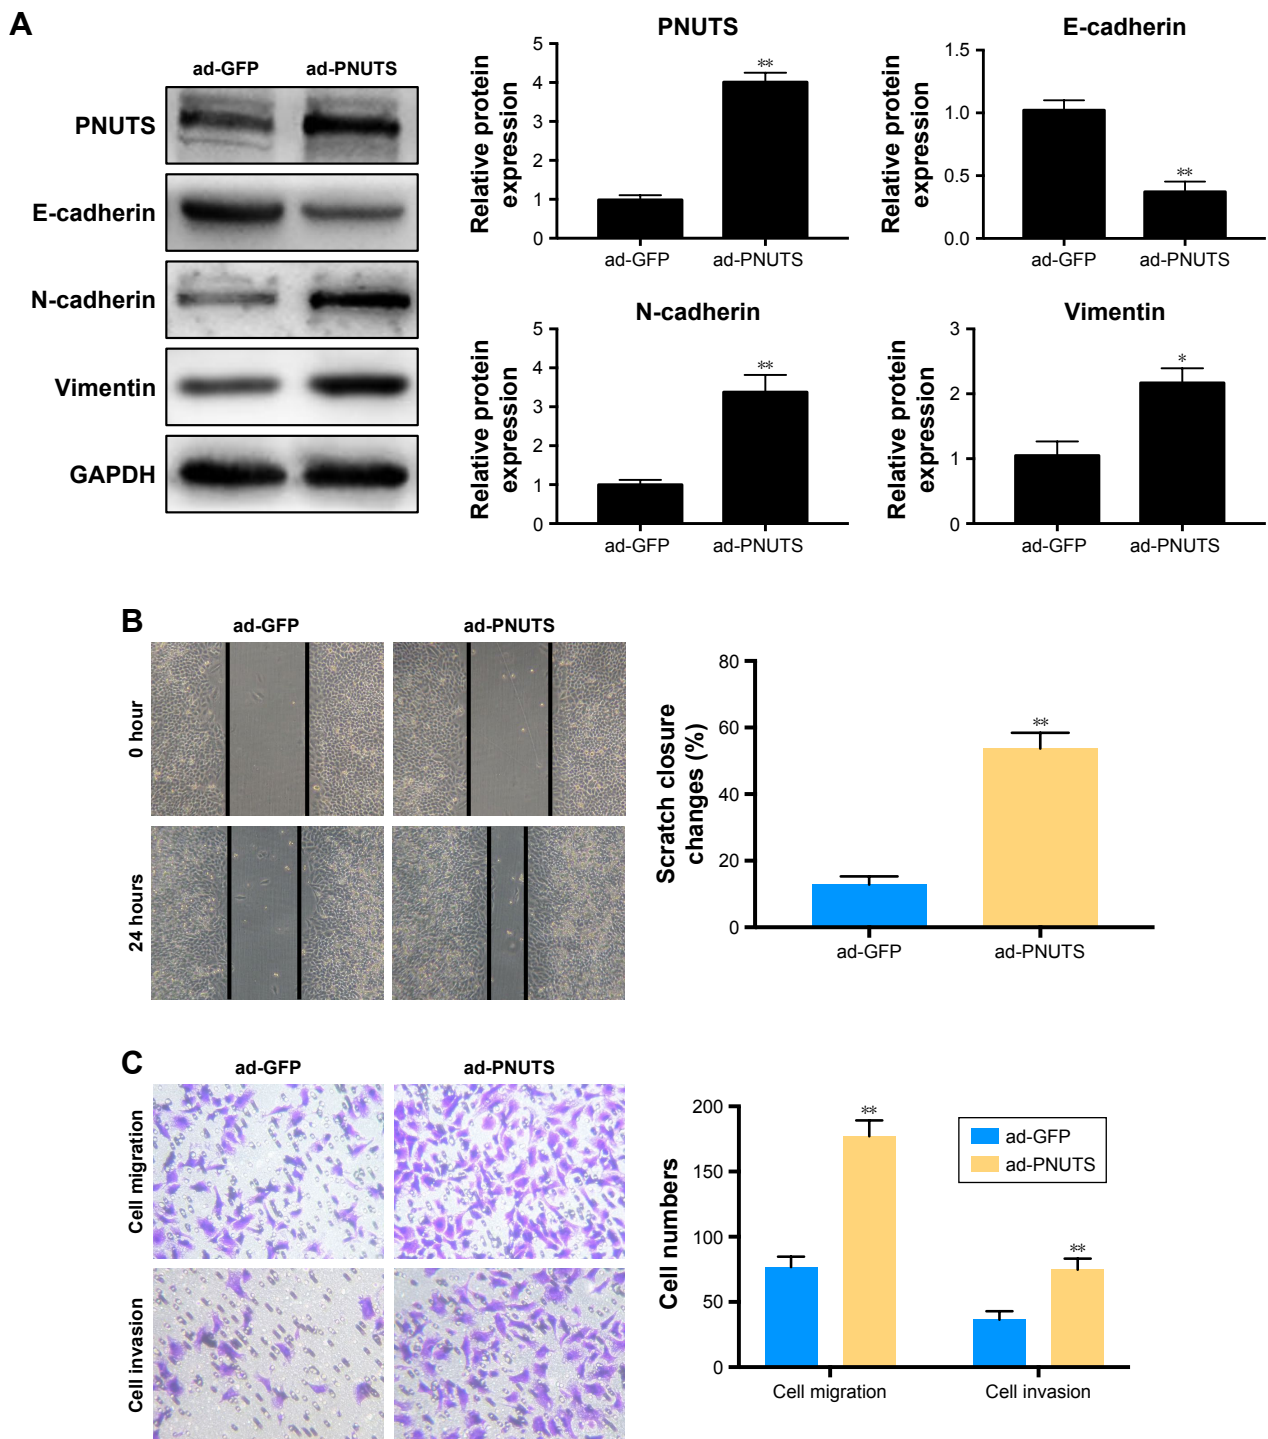 A
ad-GFP ad-PNUTS
PNUTS
E-cadherin
N-cadherin
Vimentin
GAPDH
PNUTS
Relative protein
expression
5
4
3
2
1
0
**
ad-GFP ad-PNUTS
E-cadherin
Relative protein
expression
1.5
1.0
0.5
0.0
**
ad-GFP ad-PNUTS
N-cadherin
Relative protein
expression
5
4
3
2
1
0
**
ad-GFP ad-PNUTS
Vimentin
Relative protein
expression
3
2
1
0
*
ad-GFP ad-PNUTS
B
ad-GFP ad-PNUTS
0 hour
24 hours
Scratch closure
changes (%)
80
60
40
20
0
**
ad-GFP ad-PNUTS
C
ad-GFP ad-PNUTS
Cell migration
Cell invasion
Cell numbers
200
150
100
50
0
**
**
ad-GFP
ad-PNUTS
Cell migration Cell invasion